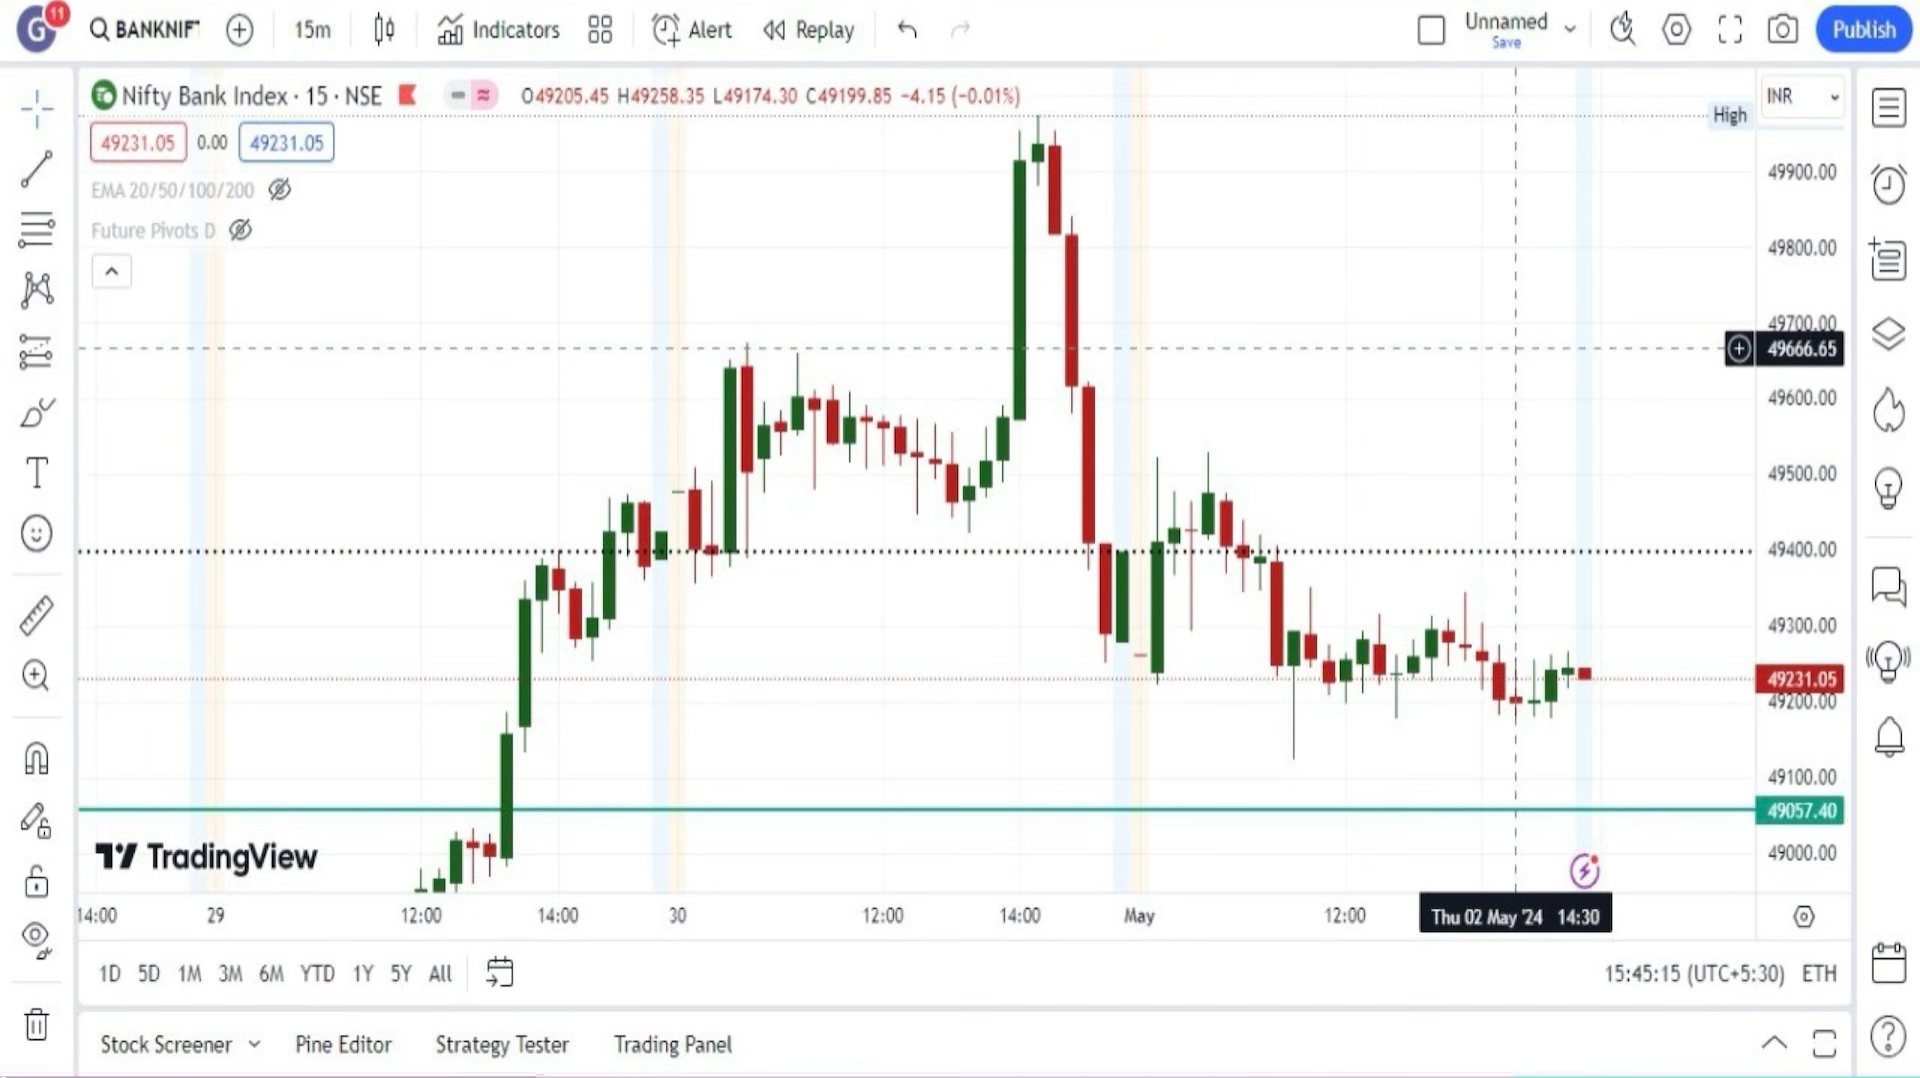 G 11 BANKNIF 15m Indicators Alert Replay Unnamed Save Publish
Nifty Bank Index · 15 · NSE O49205.45 H49258.35 L49174.30 C49199.85 −4.15 (−0.01%)
INR
High
49231.05 0.00 49231.05
49900.00
EMA 20/50/100/200
Future Pivots D
49800.00
49700.00
49666.65
49600.00
49500.00
49400.00
49300.00
49231.05
49200.00
49100.00
49057.40
49000.00
TradingView
14:00 29 12:00 14:00 30 12:00 14:00 May 12:00 Thu 02 May '24 14:30
1D 5D 1M 3M 6M YTD 1Y 5Y All 15:45:15 (UTC+5:30) ETH
Stock Screener Pine Editor Strategy Tester Trading Panel